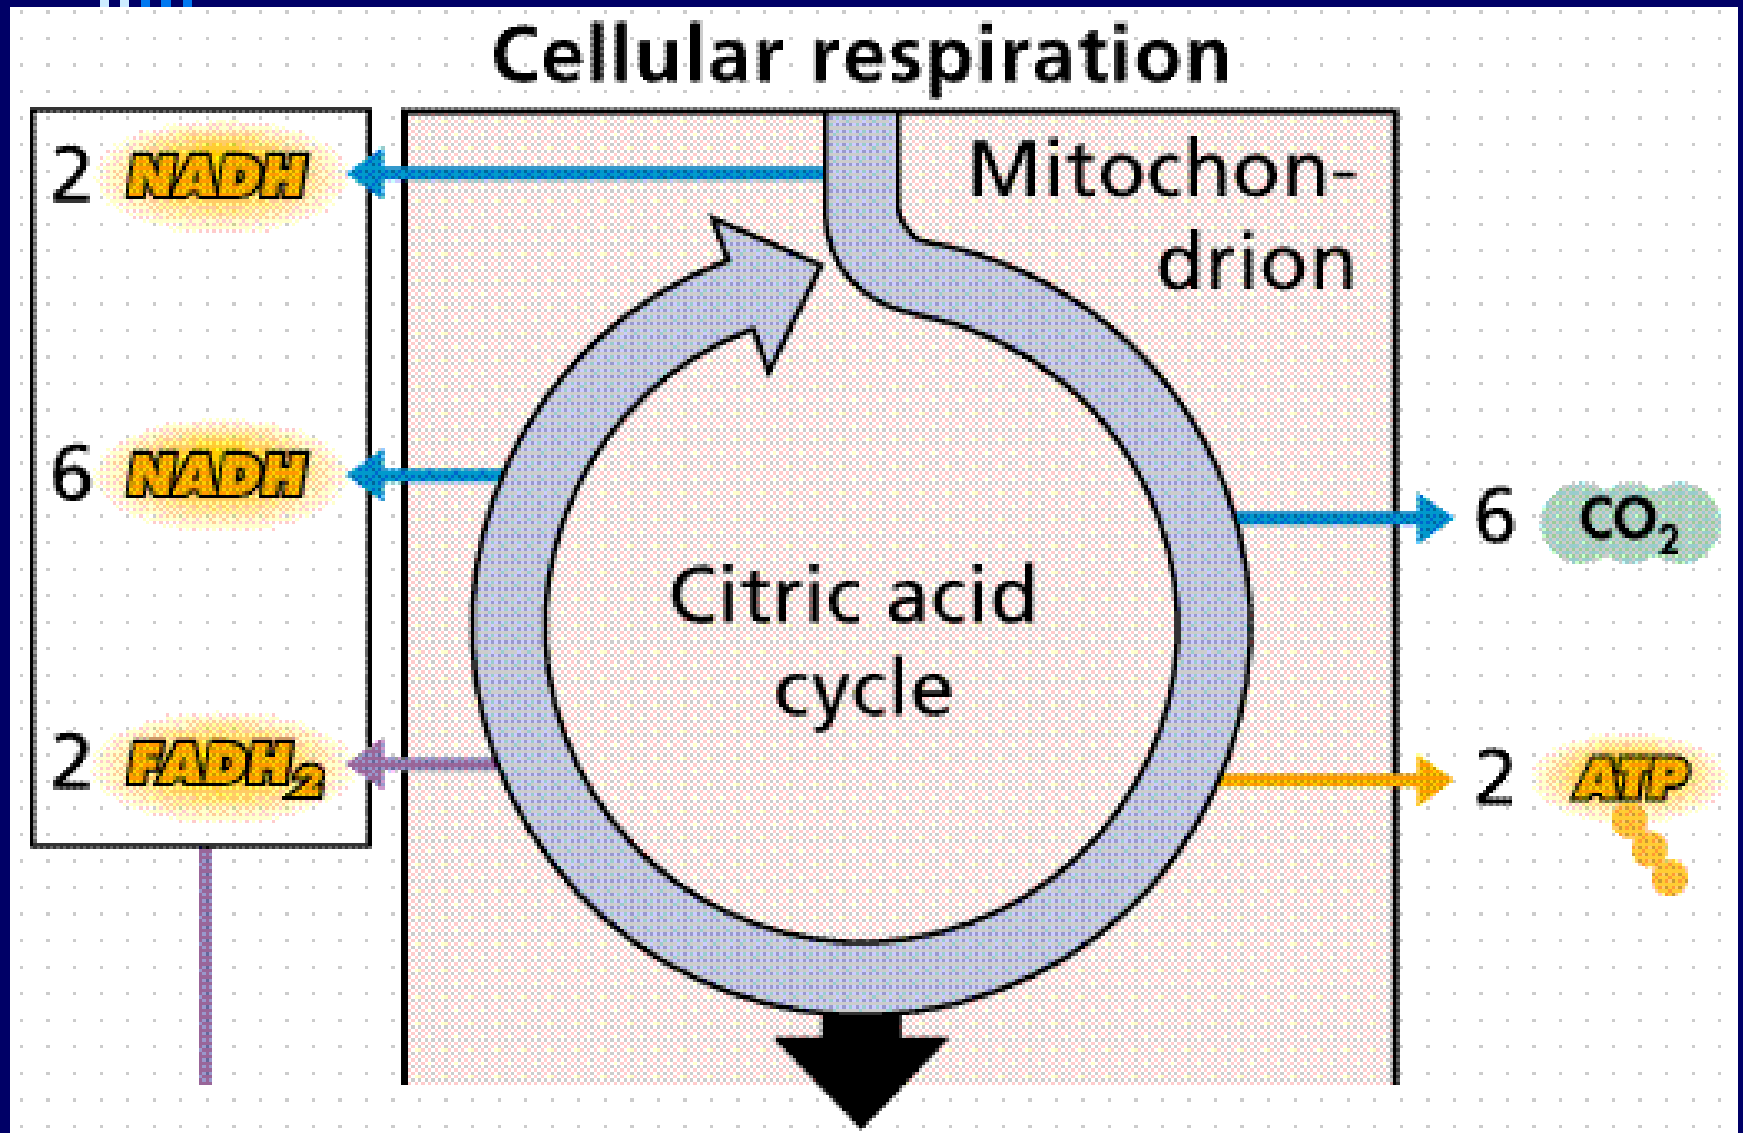 Cellular respiration
2 NADH
Mitochon-
drion
6 NADH
6 CO₂
Citric acid
cycle
2 FADH₂
2 ATP